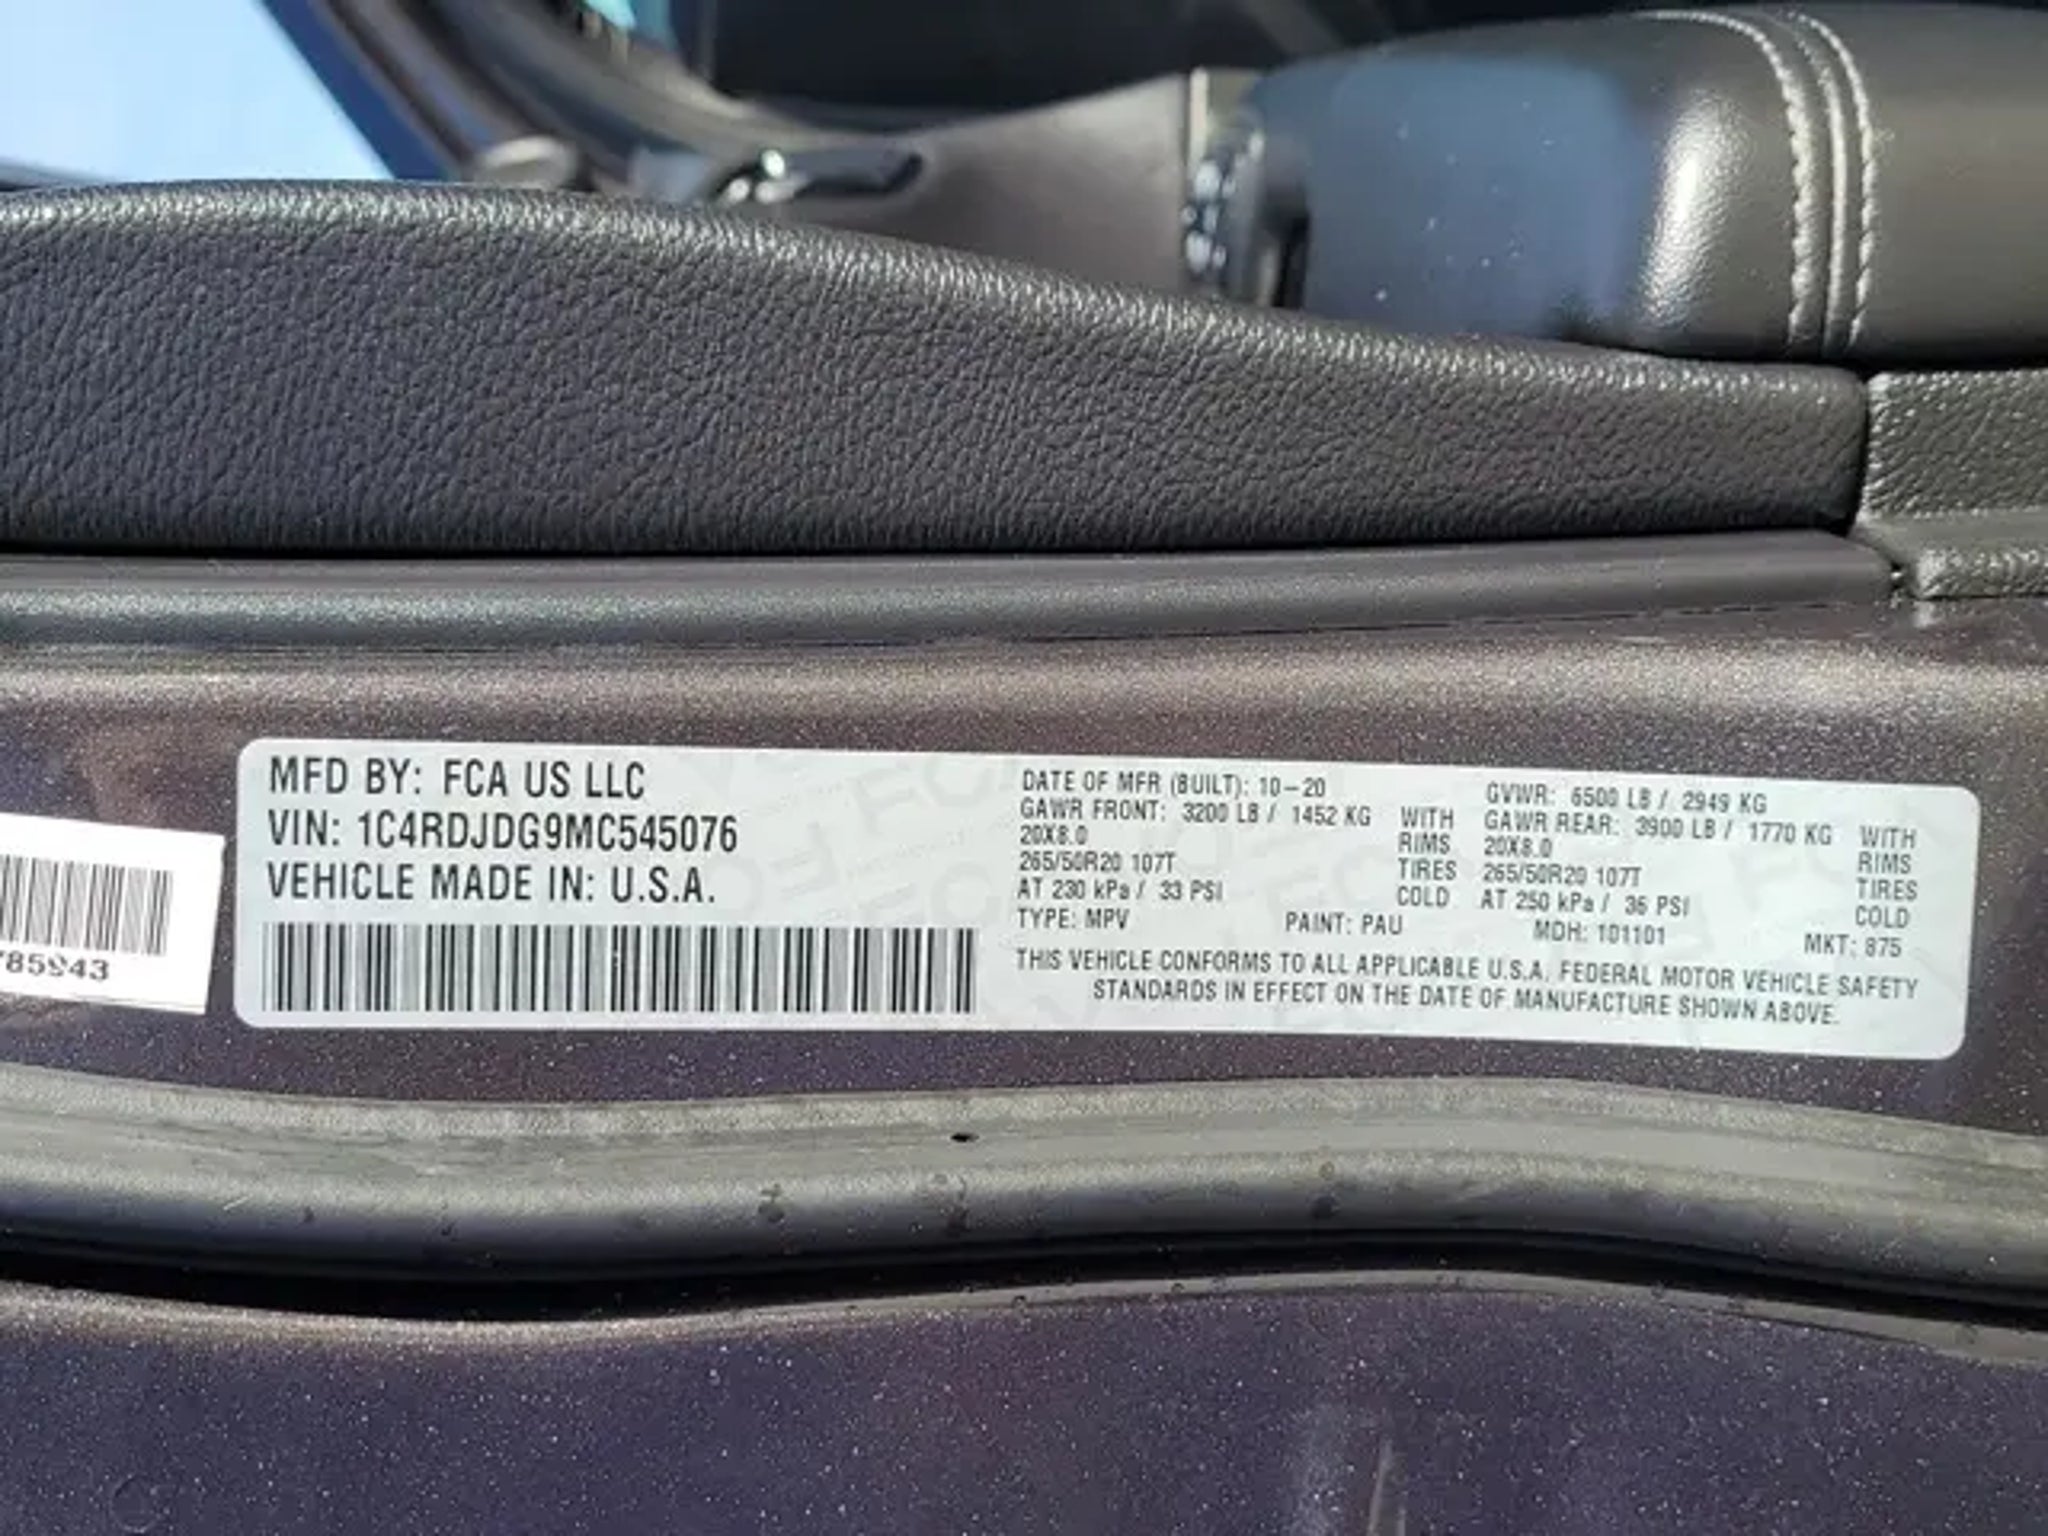 MFD BY: FCA US LLC
VIN: 1C4RDJDG9MC545076
VEHICLE MADE IN: U.S.A.
DATE OF MFR (BUILT): 10-20
GAWR FRONT: 3200 LB / 1452 KG WITH
20X8.0 RIMS
265/50R20 107T TIRES
AT 230 kPa / 33 PSI COLD
GVWR: 6500 LB / 2949 KG
GAWR REAR: 3900 LB / 1770 KG WITH
20X8.0 RIMS
265/50R20 107T TIRES
AT 250 kPa / 36 PSI COLD
TYPE: MPV PAINT: PAU MDH: 101101 MKT: 875
THIS VEHICLE CONFORMS TO ALL APPLICABLE U.S.A. FEDERAL MOTOR VEHICLE SAFETY
STANDARDS IN EFFECT ON THE DATE OF MANUFACTURE SHOWN ABOVE.
785943